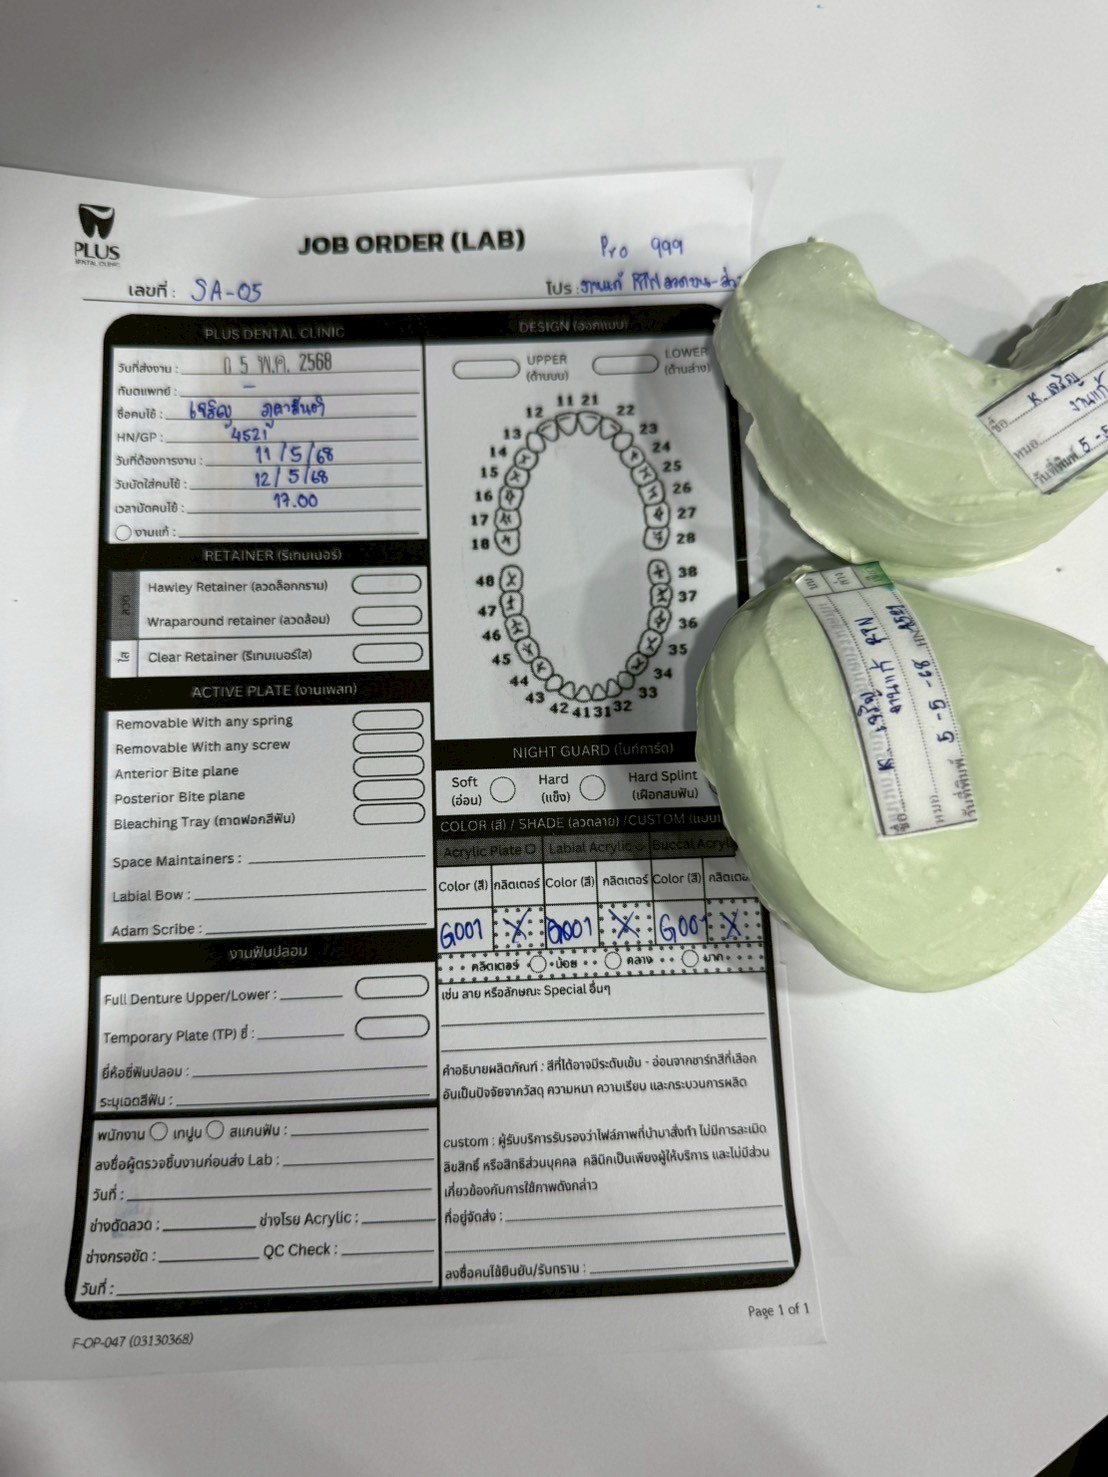 PLUS
DENTAL CLINIC
JOB ORDER (LAB)
Pro 999
เลขที่ : SA-05
โปร : งานแก้
PLUS DENTAL CLINIC
วันที่ส่งงาน : 0 5 พ.ค. 2568
ทันตแพทย์ : –
ชื่อคนไข้ : เจริญ
HN/GP : 4521
วันที่ต้องการงาน : 11/5/68
วันนัดใส่คนไข้ : 12/5/68
เวลานัดคนไข้ : 17.00
งานแก้ :
RETAINER (รีเทนเนอร์)
ลวด
Hawley Retainer (ลวดล็อกกราม)
Wraparound retainer (ลวดล้อม)
ใส
Clear Retainer (รีเทนเนอร์ใส)
ACTIVE PLATE (งานเพลท)
Removable With any spring
Removable With any screw
Anterior Bite plane
Posterior Bite plane
Bleaching Tray (ถาดฟอกสีฟัน)
Space Maintainers :
Labial Bow :
Adam Scribe :
งานฟันปลอม
Full Denture Upper/Lower :
Temporary Plate (TP) ซี่ :
ยี่ห้อซี่ฟันปลอม :
ระบุเฉดสีฟัน :
พนักงาน เทปูน สแกนฟัน :
ลงชื่อผู้ตรวจชิ้นงานก่อนส่ง Lab :
วันที่ :
ช่างดัดลวด : ช่างโรย Acrylic :
ช่างกรอขัด : QC Check :
วันที่ :
DESIGN (ออกแบบ)
UPPER
(ด้านบน)
LOWER
(ด้านล่าง)
11 21
12 22
13 23
14 24
15 25
16 26
17 27
18 28
48 38
47 37
46 36
45 35
44 34
43 33
42 41 31 32
NIGHT GUARD (ไนท์การ์ด)
Soft
(อ่อน)
Hard
(แข็ง)
Hard Splint
(เฝือกสบฟัน)
COLOR (สี) / SHADE (ลวดลาย) /CUSTOM (แบบ
Acrylic Plate Labial Acrylic Buccal Acryli
Color (สี) กลิตเตอร์ Color (สี) กลิตเตอร์ Color (สี) กลิตเตอ
G001 X G001 X G001 X
กลิตเตอร์ น้อย กลาง มาก
เช่น ลาย หรือลักษณะ Special อื่นๆ
คำอธิบายผลิตภัณฑ์ : สีที่ได้อาจมีระดับเข้ม - อ่อนจากชาร์ทสีที่เลือก
อันเป็นปัจจัยจากวัสดุ ความหนา ความเรียบ และกระบวนการผลิต
custom : ผู้รับบริการรับรองว่าไฟล์ภาพที่นำมาสั่งทำ ไม่มีการละเมิด
ลิขสิทธิ์ หรือสิทธิส่วนบุคคล คลินิกเป็นเพียงผู้ให้บริการ และไม่มีส่วน
เกี่ยวข้องกับการใช้ภาพดังกล่าว
ที่อยู่จัดส่ง :
ลงชื่อคนไข้ยืนยัน/รับทราบ :
Page 1 of 1
F-OP-047 (03130368)
ชื่อ K. เจริญ
งานแก้
หมอ
วันที่พิมพ์ 5 - 5
ชื่อ K. เจริญ
งานแก้ RTN
HN 4521
หมอ
วันที่พิมพ์ 5 - 5 - 68